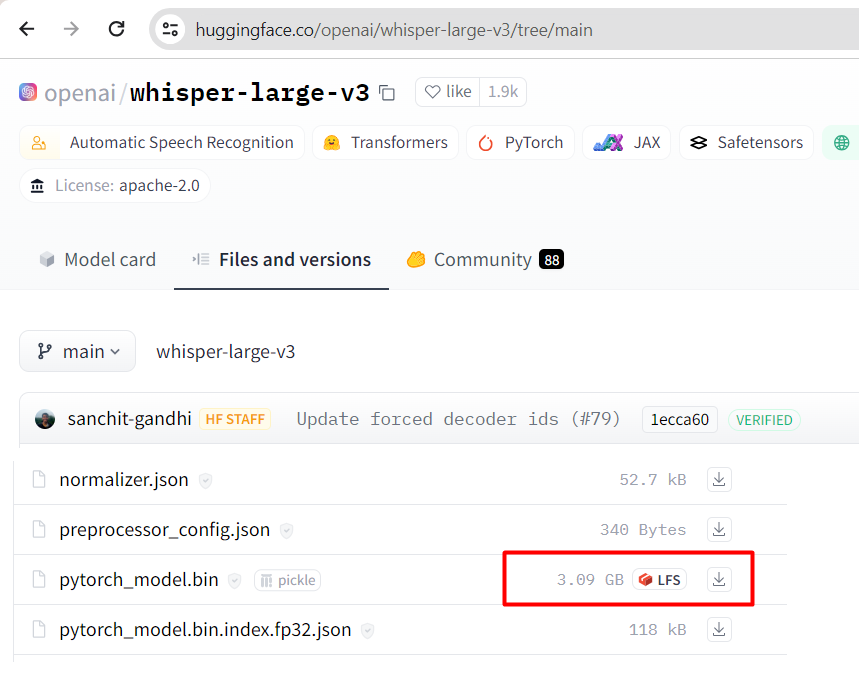 huggingface.co/openai/whisper-large-v3/tree/main
openai/whisper-large-v3 like 1.9k
Automatic Speech Recognition Transformers PyTorch JAX Safetensors
License: apache-2.0
Model card Files and versions Community 88
main whisper-large-v3
sanchit-gandhi HF STAFF Update forced decoder ids (#79) 1ecca60 VERIFIED
normalizer.json 52.7 kB
preprocessor_config.json 340 Bytes
pytorch_model.bin pickle 3.09 GB LFS
pytorch_model.bin.index.fp32.json 118 kB